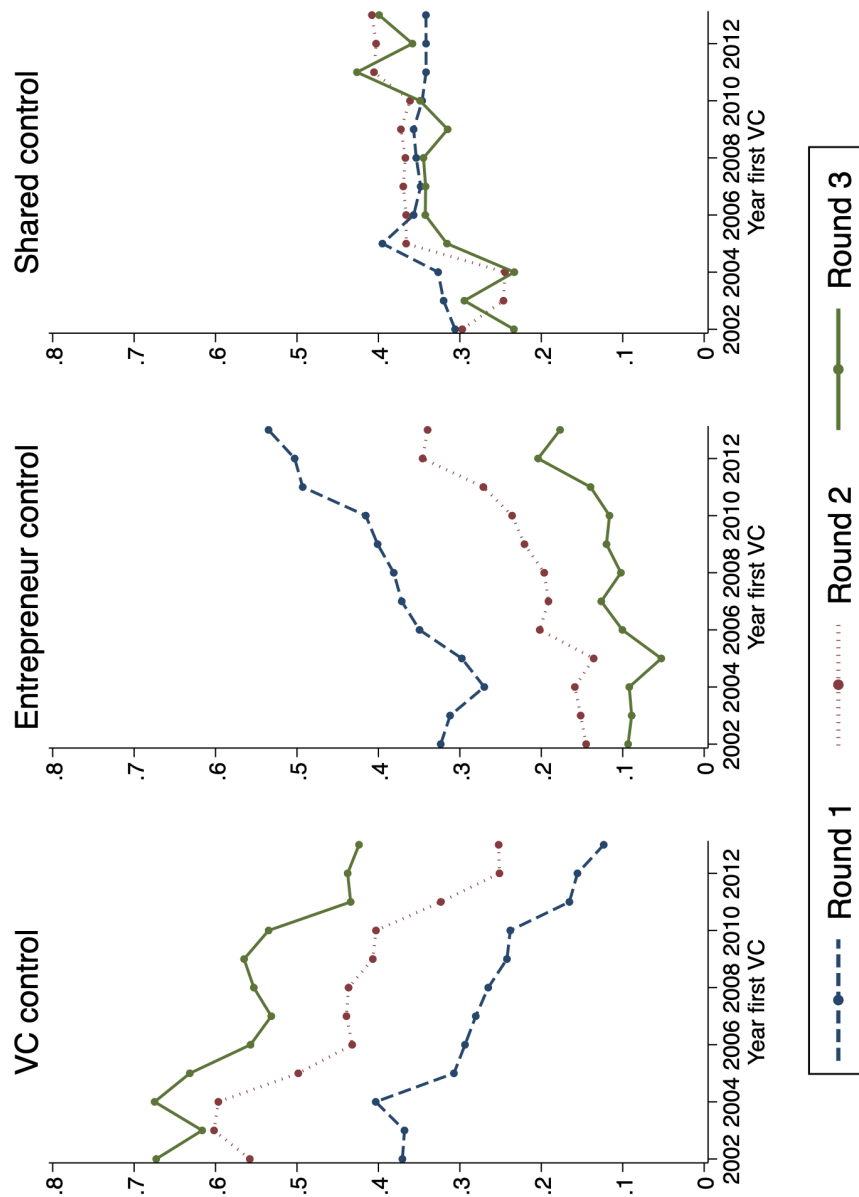 VC control
.8
.7
.6
.5
.4
.3
.2
.1
0
2002 2004 2006 2008 2010 2012
Year first VC
Entrepreneur control
.8
.7
.6
.5
.4
.3
.2
.1
0
2002 2004 2006 2008 2010 2012
Year first VC
Shared control
.8
.7
.6
.5
.4
.3
.2
.1
0
2002 2004 2006 2008 2010 2012
Year first VC
Round 1 Round 2 Round 3